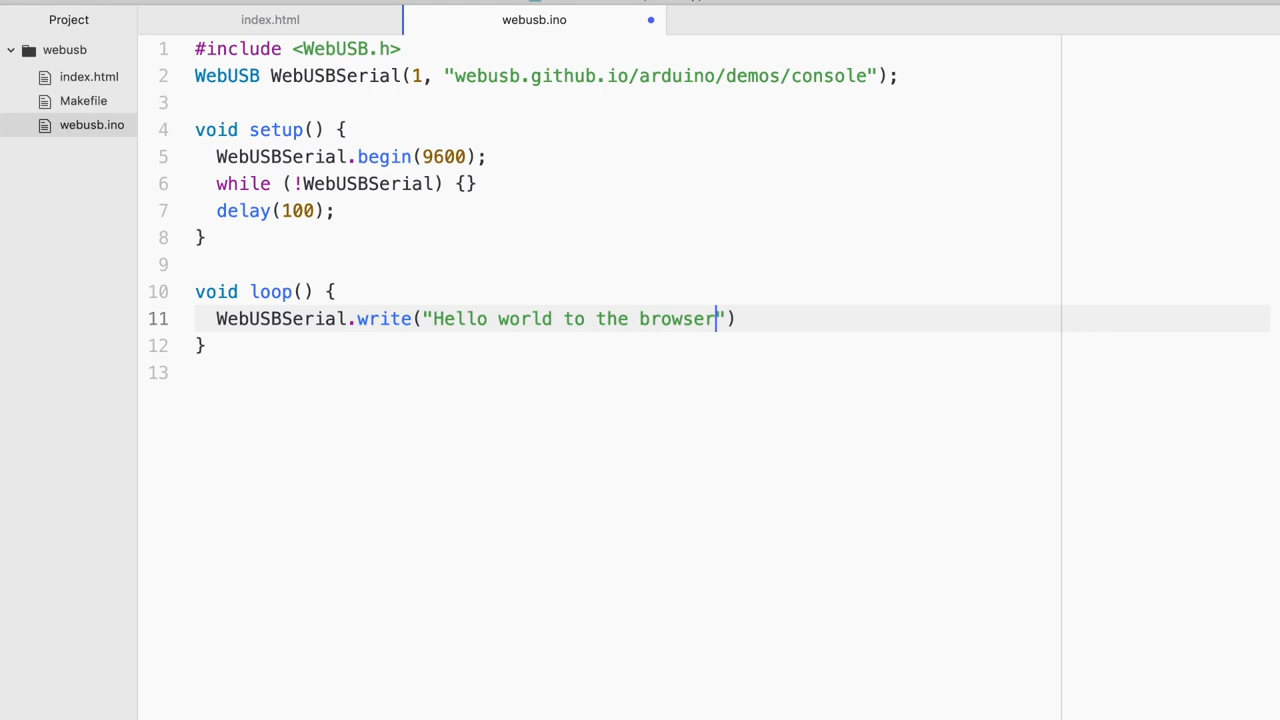 Project
index.html
webusb.ino
webusb
index.html
Makefile
webusb.ino
1 #include <WebUSB.h>
2 WebUSB WebUSBSerial(1, "webusb.github.io/arduino/demos/console");
3
4 void setup() {
5   WebUSBSerial.begin(9600);
6   while (!WebUSBSerial) {}
7   delay(100);
8 }
9
10 void loop() {
11   WebUSBSerial.write("Hello world to the browser")
12 }
13